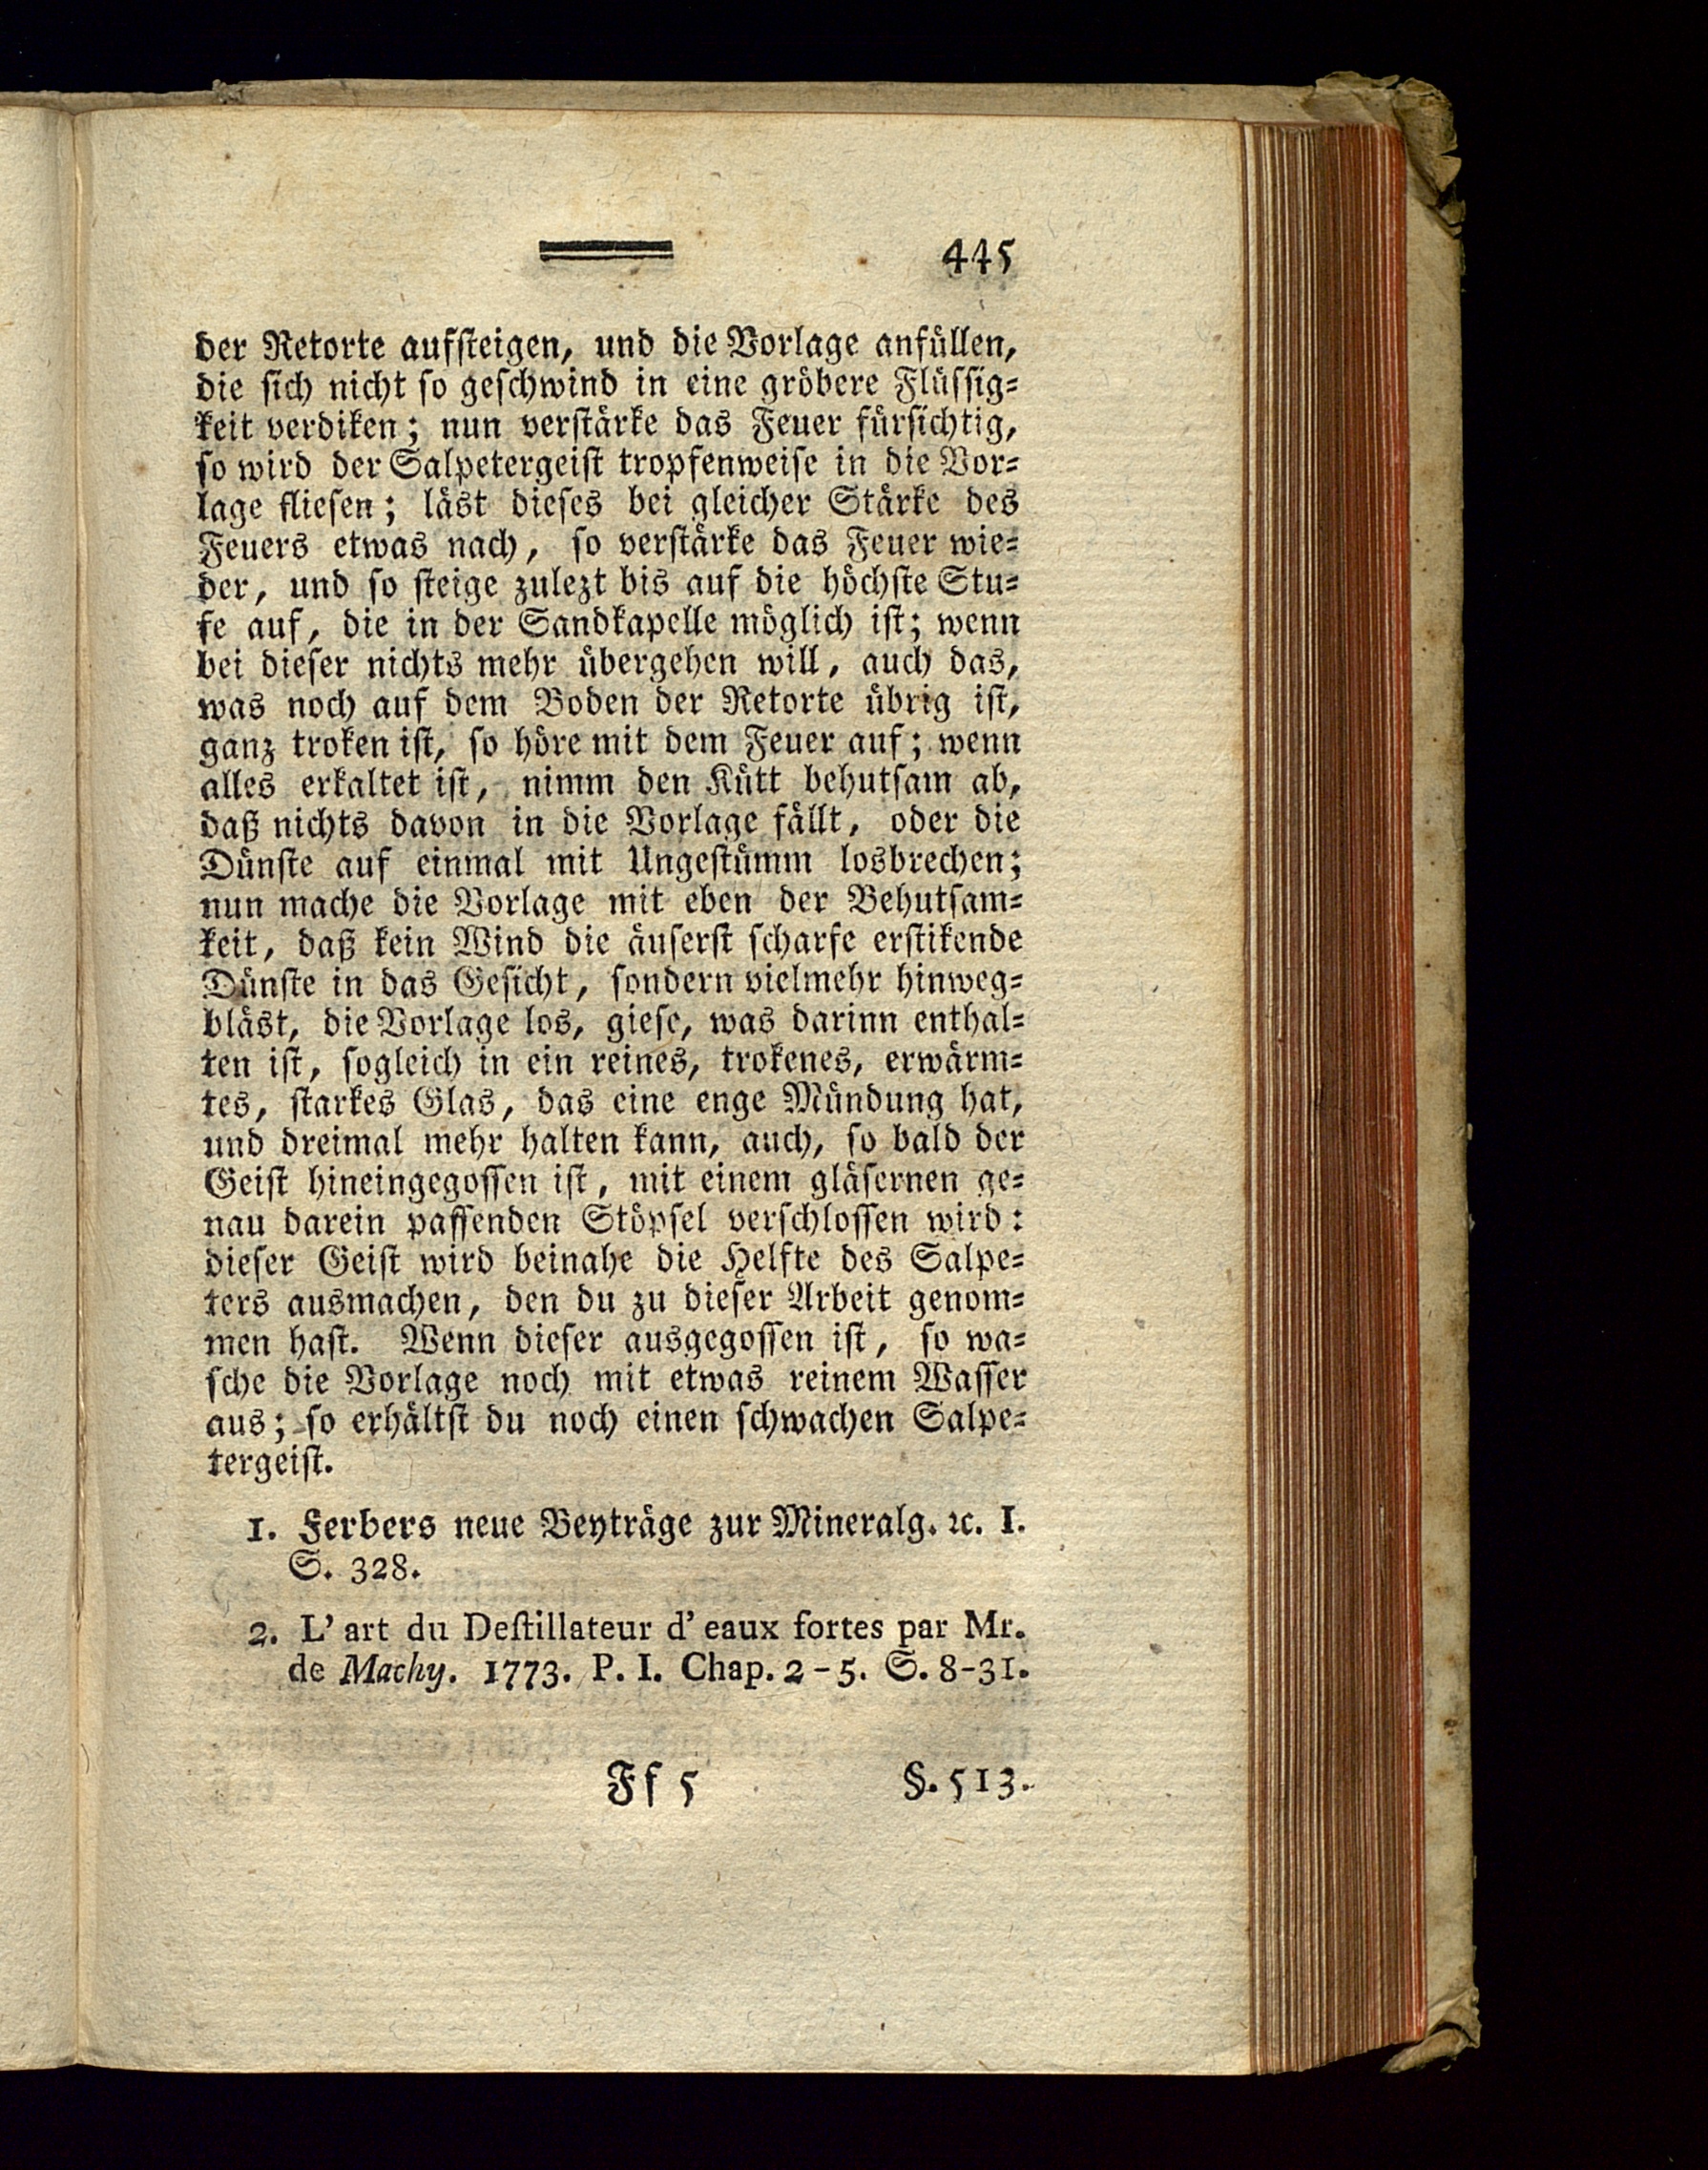 445
der Retorte aufsteigen, und die Vorlage anfüllen,
die sich nicht so geschwind in eine gröbere Flüssig=
keit verdiken; nun verstärke das Feuer fürsichtig,
so wird der Salpetergeist tropfenweise in die Vor=
lage fliesen; läst dieses bei gleicher Stärke des
Feuers etwas nach, so verstärke das Feuer wie=
der, und so steige zulezt bis auf die höchste Stu=
fe auf, die in der Sandkapelle möglich ist; wenn
bei dieser nichts mehr übergehen will, auch das,
was noch auf dem Boden der Retorte übrig ist,
ganz troken ist, so höre mit dem Feuer auf; wenn
alles erkaltet ist, nimm den Kütt behutsam ab,
daß nichts davon in die Vorlage fällt, oder die
Dünste auf einmal mit Ungestümm losbrechen;
nun mache die Vorlage mit eben der Behutsam=
keit, daß kein Wind die äuserst scharfe erstikende
Dünste in das Gesicht, sondern vielmehr hinweg=
bläst, die Vorlage los, giese, was darinn enthal=
ten ist, sogleich in ein reines, trokenes, erwärm=
tes, starkes Glas, das eine enge Mündung hat,
und dreimal mehr halten kann, auch, so bald der
Geist hineingegossen ist, mit einem gläsernen ge=
nau darein passenden Stöpsel verschlossen wird:
dieser Geist wird beinahe die Helfte des Salpe=
ters ausmachen, den du zu dieser Arbeit genom=
men hast. Wenn dieser ausgegossen ist, so wa=
sche die Vorlage noch mit etwas reinem Wasser
aus; so erhältst du noch einen schwachen Salpe=
tergeist.
1. Ferbers neue Beyträge zur Mineralg. ꝛc. I.
S. 328.
2. L' art du Deſtillateur d' eaux fortes par Mr.
de Machy. 1773. P. I. Chap. 2-5. S. 8-31.
Ff 5 §. 513.